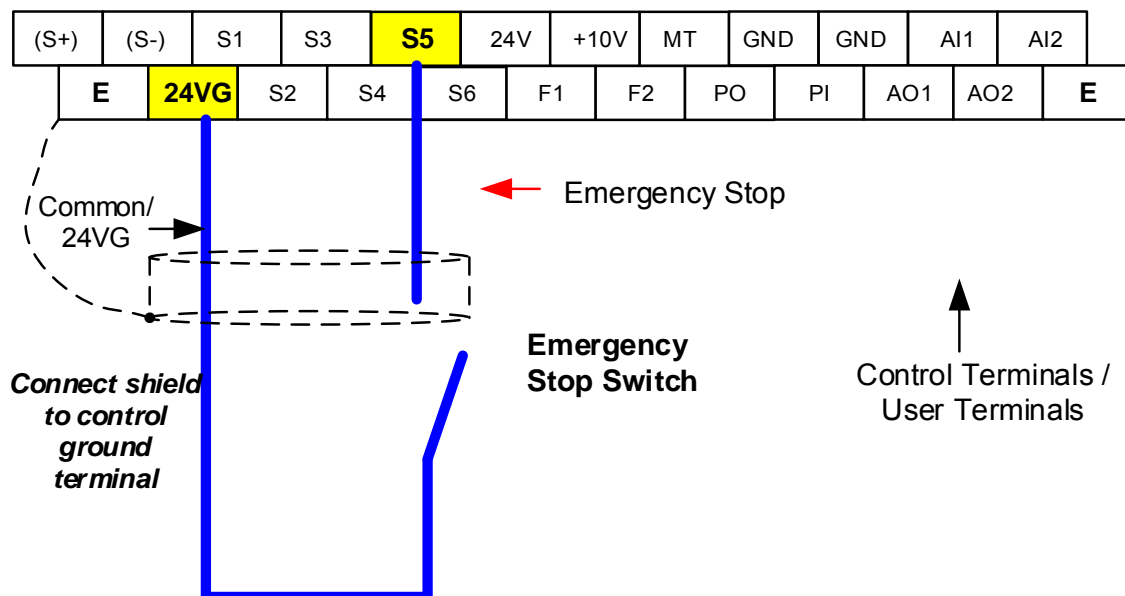 (S+) (S-) S1 S3 S5 24V +10V MT GND GND AI1 AI2
E 24VG S2 S4 S6 F1 F2 PO PI AO1 AO2 E
Common/
24VG
Emergency Stop
Emergency
Stop Switch
Connect shield
to control
ground
terminal
Control Terminals /
User Terminals